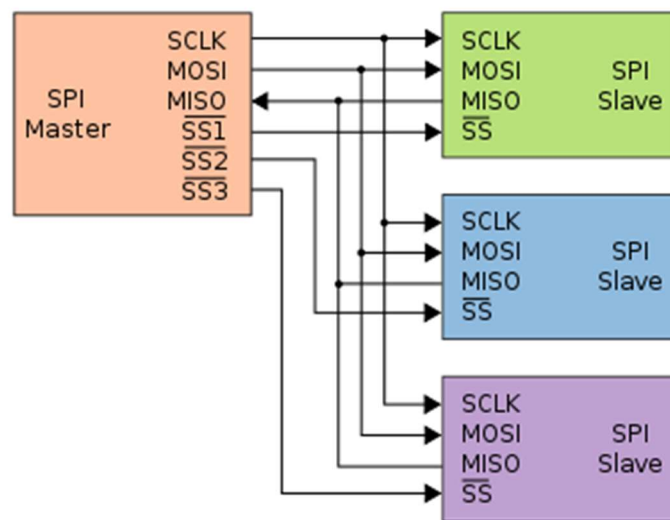 SCLK
MOSI
MISO
SS1
SS2
SS3
SPI
Master
SCLK
MOSI
MISO
SS
SPI
Slave
SCLK
MOSI
MISO
SS
SPI
Slave
SCLK
MOSI
MISO
SS
SPI
Slave